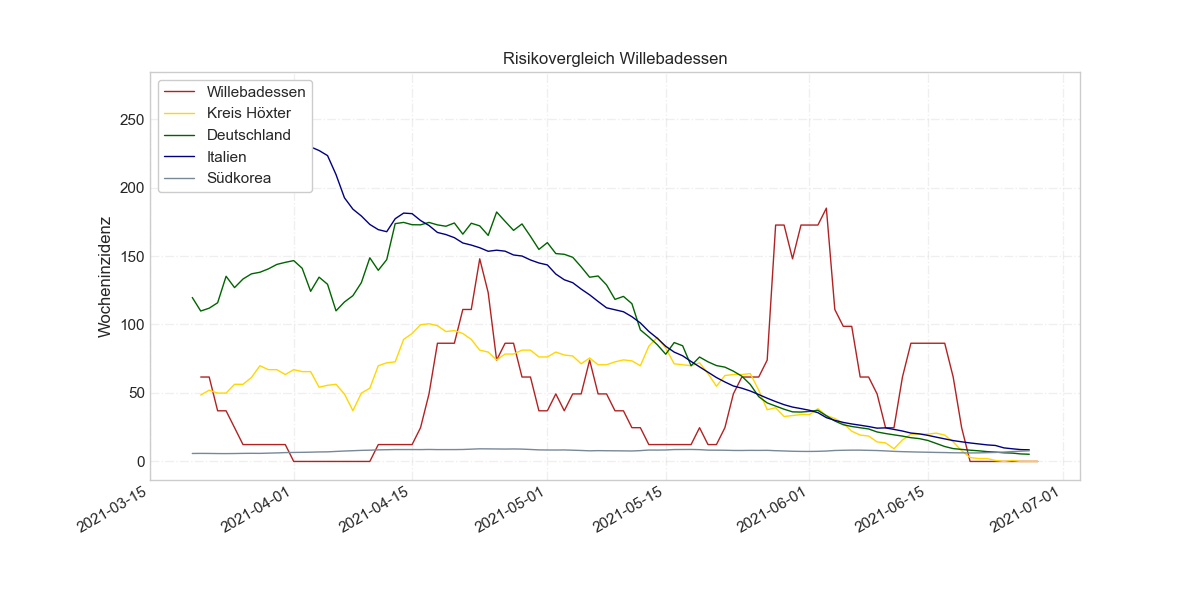 Risikovergleich Willebadessen
Willebadessen
Kreis Höxter
Deutschland
Italien
Südkorea
Wocheninzidenz
250
200
150
100
50
0
2021-03-15
2021-04-01
2021-04-15
2021-05-01
2021-05-15
2021-06-01
2021-06-15
2021-07-01